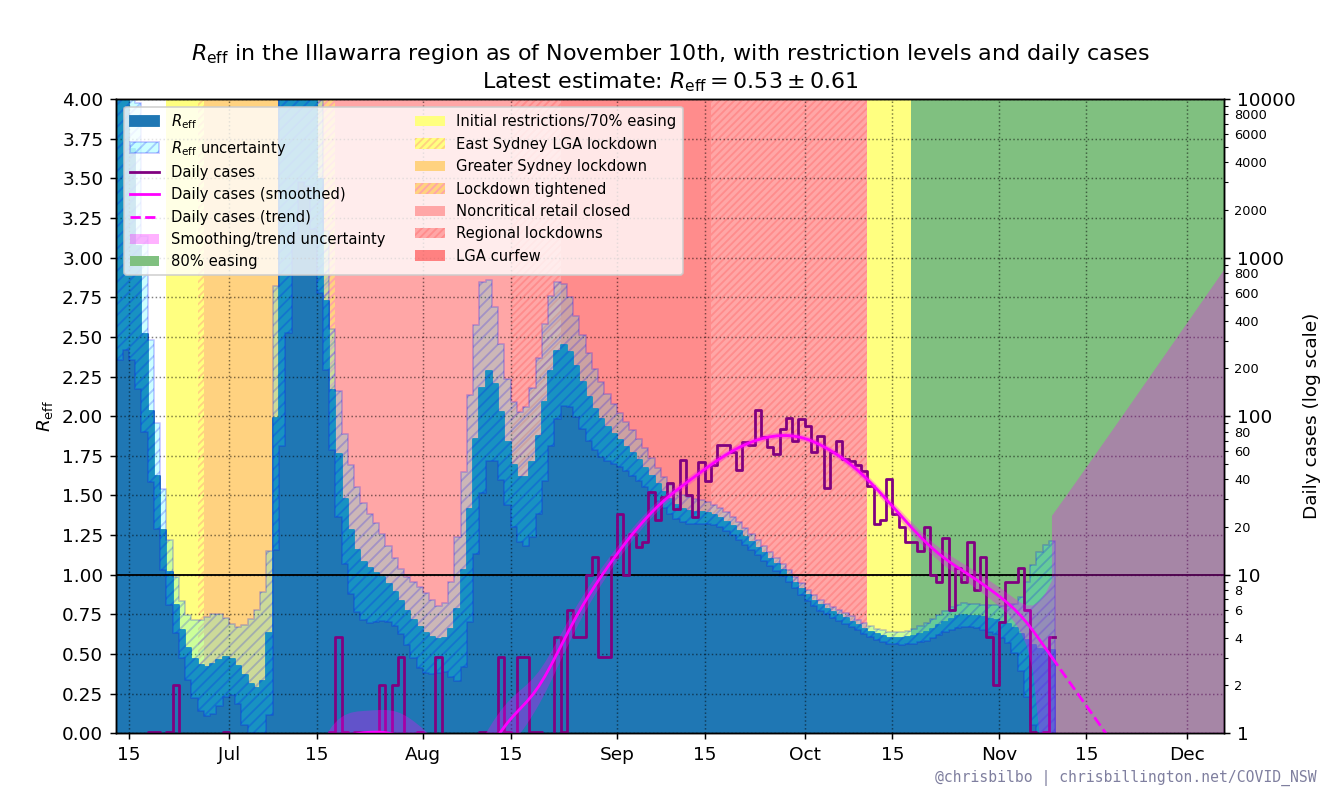 R_eff in the Illawarra region as of November 10th, with restriction levels and daily cases
Latest estimate: R_eff = 0.53 ± 0.61
R_eff
R_eff uncertainty
Daily cases
Daily cases (smoothed)
Daily cases (trend)
Smoothing/trend uncertainty
80% easing
Initial restrictions/70% easing
East Sydney LGA lockdown
Greater Sydney lockdown
Lockdown tightened
Noncritical retail closed
Regional lockdowns
LGA curfew
R_eff
4.00
3.75
3.50
3.25
3.00
2.75
2.50
2.25
2.00
1.75
1.50
1.25
1.00
0.75
0.50
0.25
0.00
15
Jul
15
Aug
15
Sep
15
Oct
15
Nov
15
Dec
10000
8000
6000
4000
2000
1000
800
600
400
200
100
80
60
40
20
10
8
6
4
2
1
Daily cases (log scale)
@chrisbilbo | chrisbillington.net/COVID_NSW